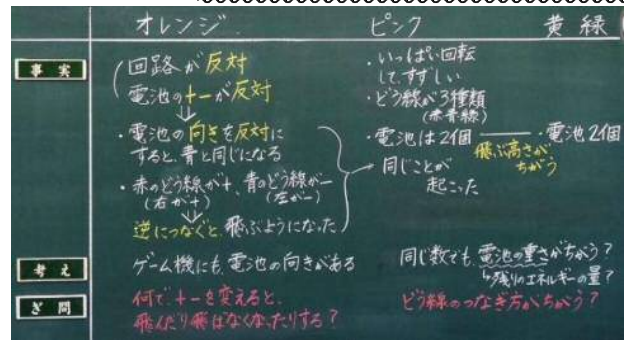 オレンジ
ピンク
黄緑
事実
回路が反対
電池の+-が反対
・電池の向きを反対に
すると、青と同じになる
・赤のどう線が+、青のどう線が-
(右が+)
(左が-)
逆につなぐと、飛ぶようになった
・いっぱい回転
して、すずしい
・どう線が3種類
(赤青緑)
・電池は2個
・電池2個
飛ぶ高さが
ちがう
同じことが
起こった
考え
ゲーム機にも、電池の向きがある
同じ数でも、電池の重さがちがう?
↳残りのエネルギーの量?
ぎ問
何で+-を変えると、
飛んだり飛ばなくなったりする?
どう線のつなぎ方がちがう?